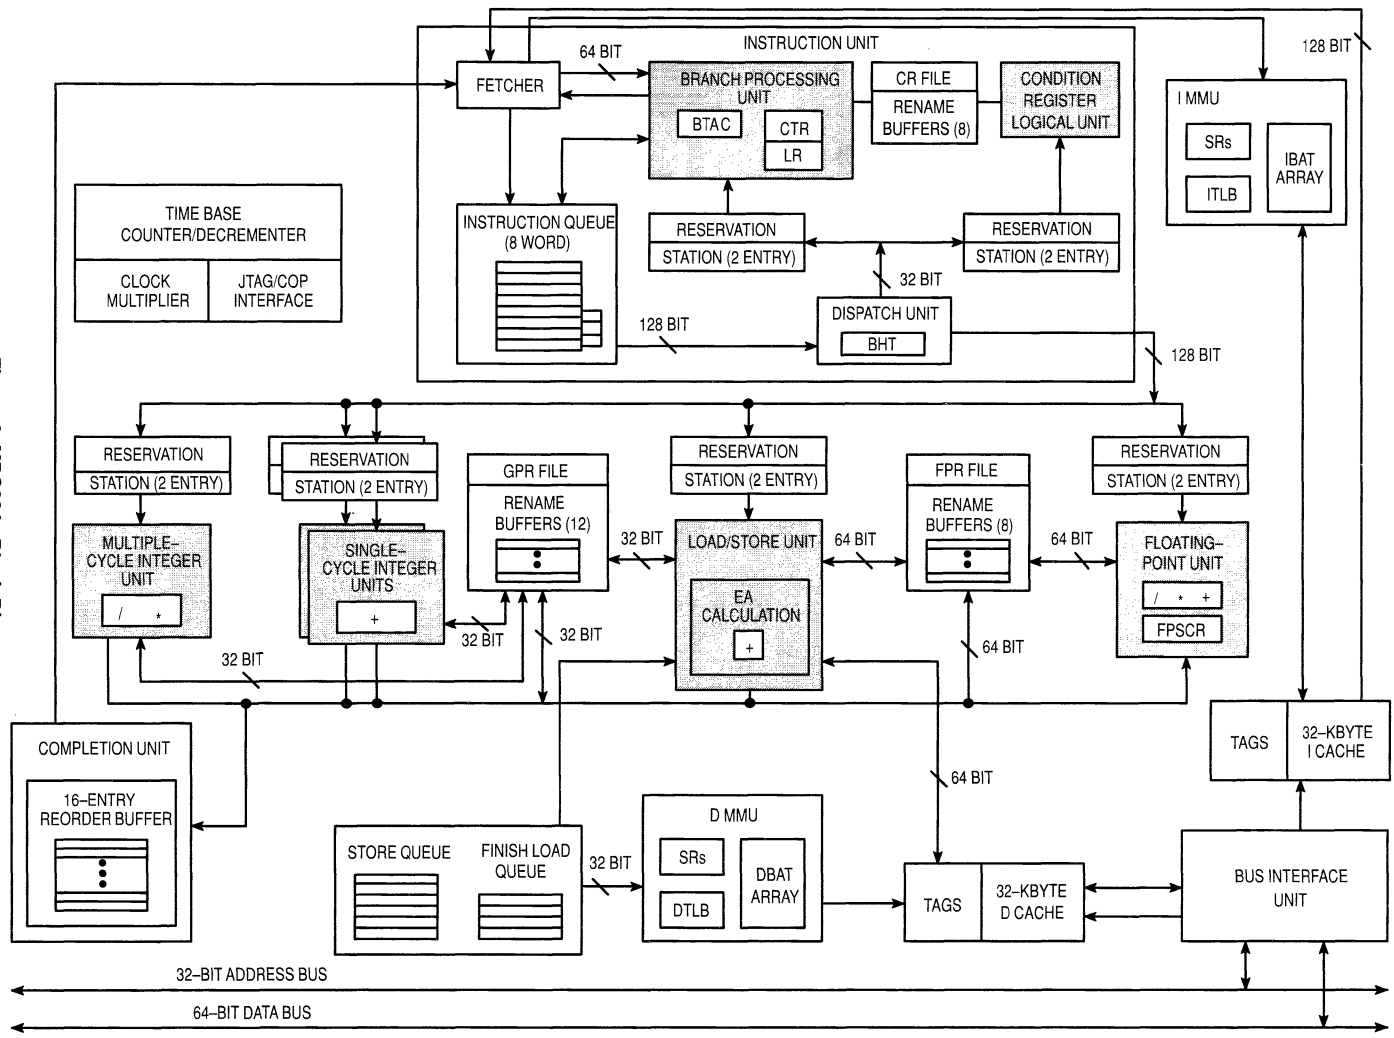 INSTRUCTION UNIT
128 BIT
64 BIT
FETCHER
BRANCH PROCESSING
UNIT
BTAC
CTR
LR
CR FILE
RENAME
BUFFERS (8)
CONDITION
REGISTER
LOGICAL UNIT
I MMU
SRs
ITLB
IBAT
ARRAY
TIME BASE
COUNTER/DECREMENTER
CLOCK
MULTIPLIER
JTAG/COP
INTERFACE
INSTRUCTION QUEUE
(8 WORD)
RESERVATION
STATION (2 ENTRY)
RESERVATION
STATION (2 ENTRY)
32 BIT
128 BIT
DISPATCH UNIT
BHT
128 BIT
RESERVATION
STATION (2 ENTRY)
RESERVATION
STATION (2 ENTRY)
GPR FILE
RENAME
BUFFERS (12)
RESERVATION
STATION (2 ENTRY)
FPR FILE
RENAME
BUFFERS (8)
RESERVATION
STATION (2 ENTRY)
MULTIPLE–
CYCLE INTEGER
UNIT
/ *
SINGLE–
CYCLE INTEGER
UNITS
+
32 BIT
LOAD/STORE UNIT
EA
CALCULATION
+
64 BIT
64 BIT
FLOATING–
POINT UNIT
/ * +
FPSCR
32 BIT
32 BIT
32 BIT
64 BIT
COMPLETION UNIT
16–ENTRY
REORDER BUFFER
TAGS
32–KBYTE
I CACHE
64 BIT
STORE QUEUE
FINISH LOAD
QUEUE
32 BIT
D MMU
SRs
DTLB
DBAT
ARRAY
TAGS
32–KBYTE
D CACHE
BUS INTERFACE
UNIT
32–BIT ADDRESS BUS
64–BIT DATA BUS